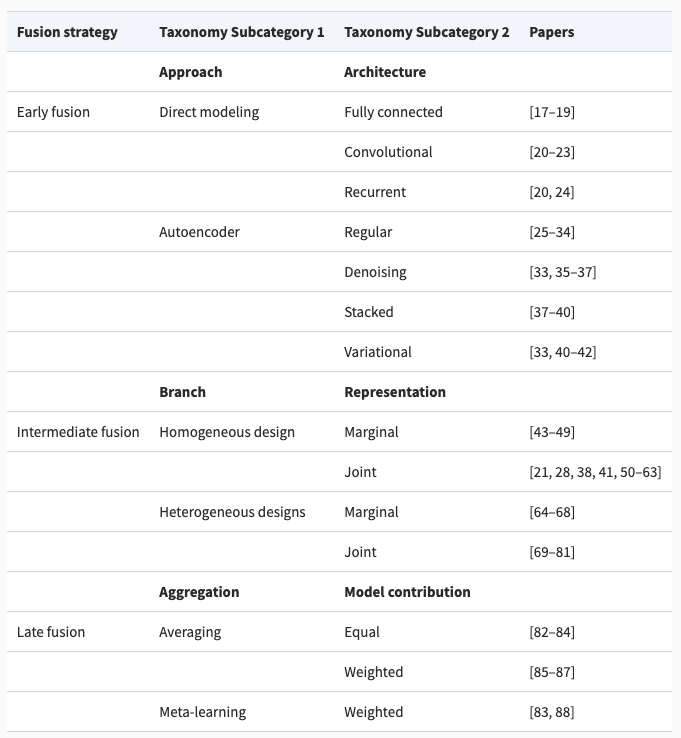 Fusion strategy Taxonomy Subcategory 1 Taxonomy Subcategory 2 Papers
Approach Architecture
Early fusion Direct modeling Fully connected [17–19]
Convolutional [20–23]
Recurrent [20, 24]
Autoencoder Regular [25–34]
Denoising [33, 35–37]
Stacked [37–40]
Variational [33, 40–42]
Branch Representation
Intermediate fusion Homogeneous design Marginal [43–49]
Joint [21, 28, 38, 41, 50–63]
Heterogeneous designs Marginal [64–68]
Joint [69–81]
Aggregation Model contribution
Late fusion Averaging Equal [82–84]
Weighted [85–87]
Meta-learning Weighted [83, 88]